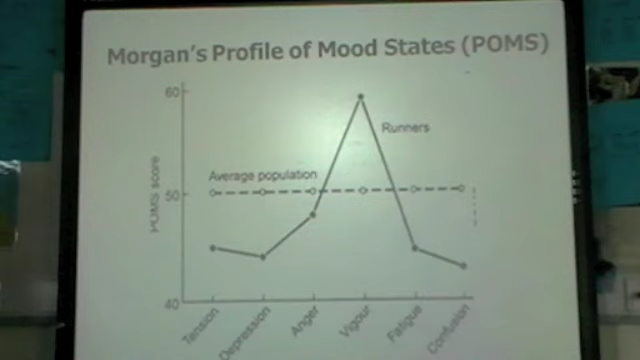 Morgan's Profile of Mood States (POMS)
60
Runners
Average population
50
POMS score
40
Tension
Depression
Anger
Vigour
Fatigue
Confusion